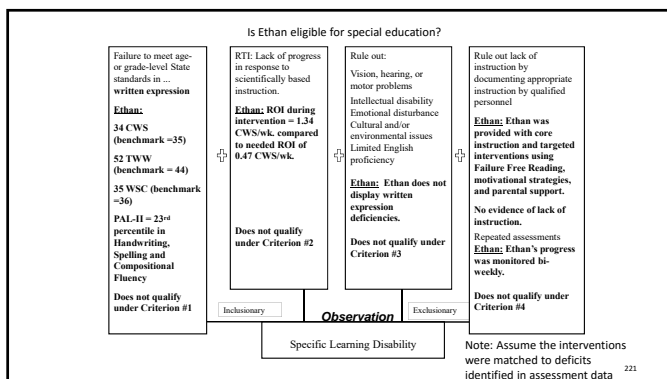 Is Ethan eligible for special education?
Failure to meet age-
or grade-level State
standards in ...
written expression
Ethan:
34 CWS
(benchmark =35)
52 TWW
(benchmark = 44)
35 WSC (benchmark
=36)
PAL-II = 23rd
percentile in
Handwriting,
Spelling and
Compositional
Fluency
Does not qualify
under Criterion #1
RTI: Lack of progress
in response to
scientifically based
instruction.
Ethan: ROI during
intervention = 1.34
CWS/wk. compared
to needed ROI of
0.47 CWS/wk.
Does not qualify
under Criterion #2
Rule out:
Vision, hearing, or
motor problems
Intellectual disability
Emotional disturbance
Cultural and/or
environmental issues
Limited English
proficiency
Ethan: Ethan does not
display written
expression
deficiencies.
Does not qualify under
Criterion #3
Rule out lack of
instruction by
documenting appropriate
instruction by qualified
personnel
Ethan: Ethan was
provided with core
instruction and targeted
interventions using
Failure Free Reading,
motivational strategies,
and parental support.
No evidence of lack of
instruction.
Repeated assessments
Ethan: Ethan's progress
was monitored bi-
weekly.
Does not qualify under
Criterion #4
Inclusionary
Observation
Exclusionary
Specific Learning Disability
Note: Assume the interventions
were matched to deficits
identified in assessment data
221